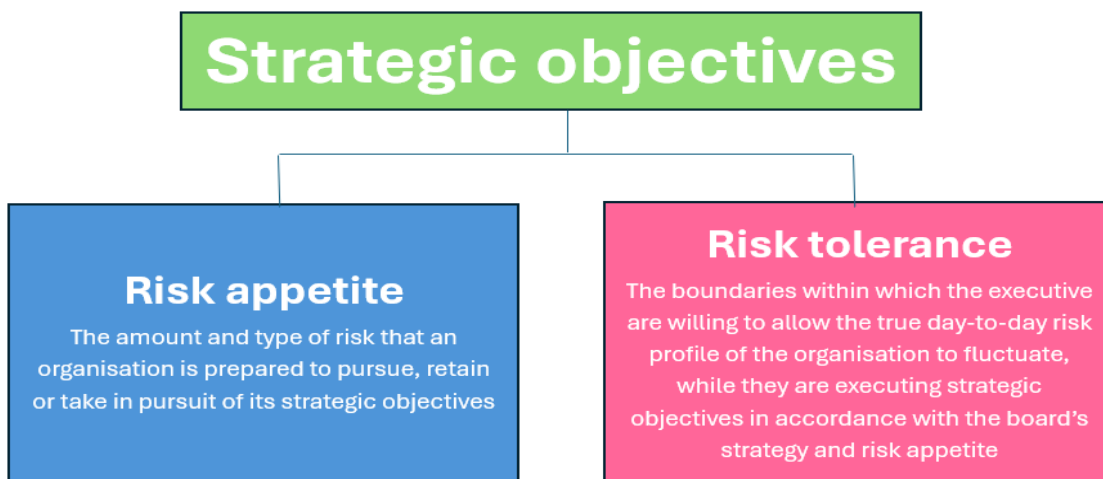 Strategic objectives
Risk appetite
The amount and type of risk that an
organisation is prepared to pursue, retain
or take in pursuit of its strategic objectives
Risk tolerance
The boundaries within which the executive
are willing to allow the true day-to-day risk
profile of the organisation to fluctuate,
while they are executing strategic
objectives in accordance with the board’s
strategy and risk appetite